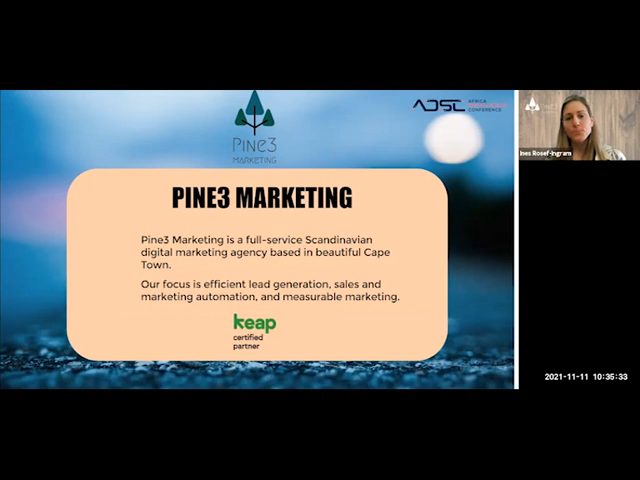 Pine3
MARKETING
ADSC
AFRICA
CONFERENCE
PINE3 MARKETING
Pine3 Marketing is a full-service Scandinavian
digital marketing agency based in beautiful Cape
Town.
Our focus is efficient lead generation, sales and
marketing automation, and measurable marketing.
keap
certified
partner
Ines Rosef-Ingram
2021-11-11 10:35:33